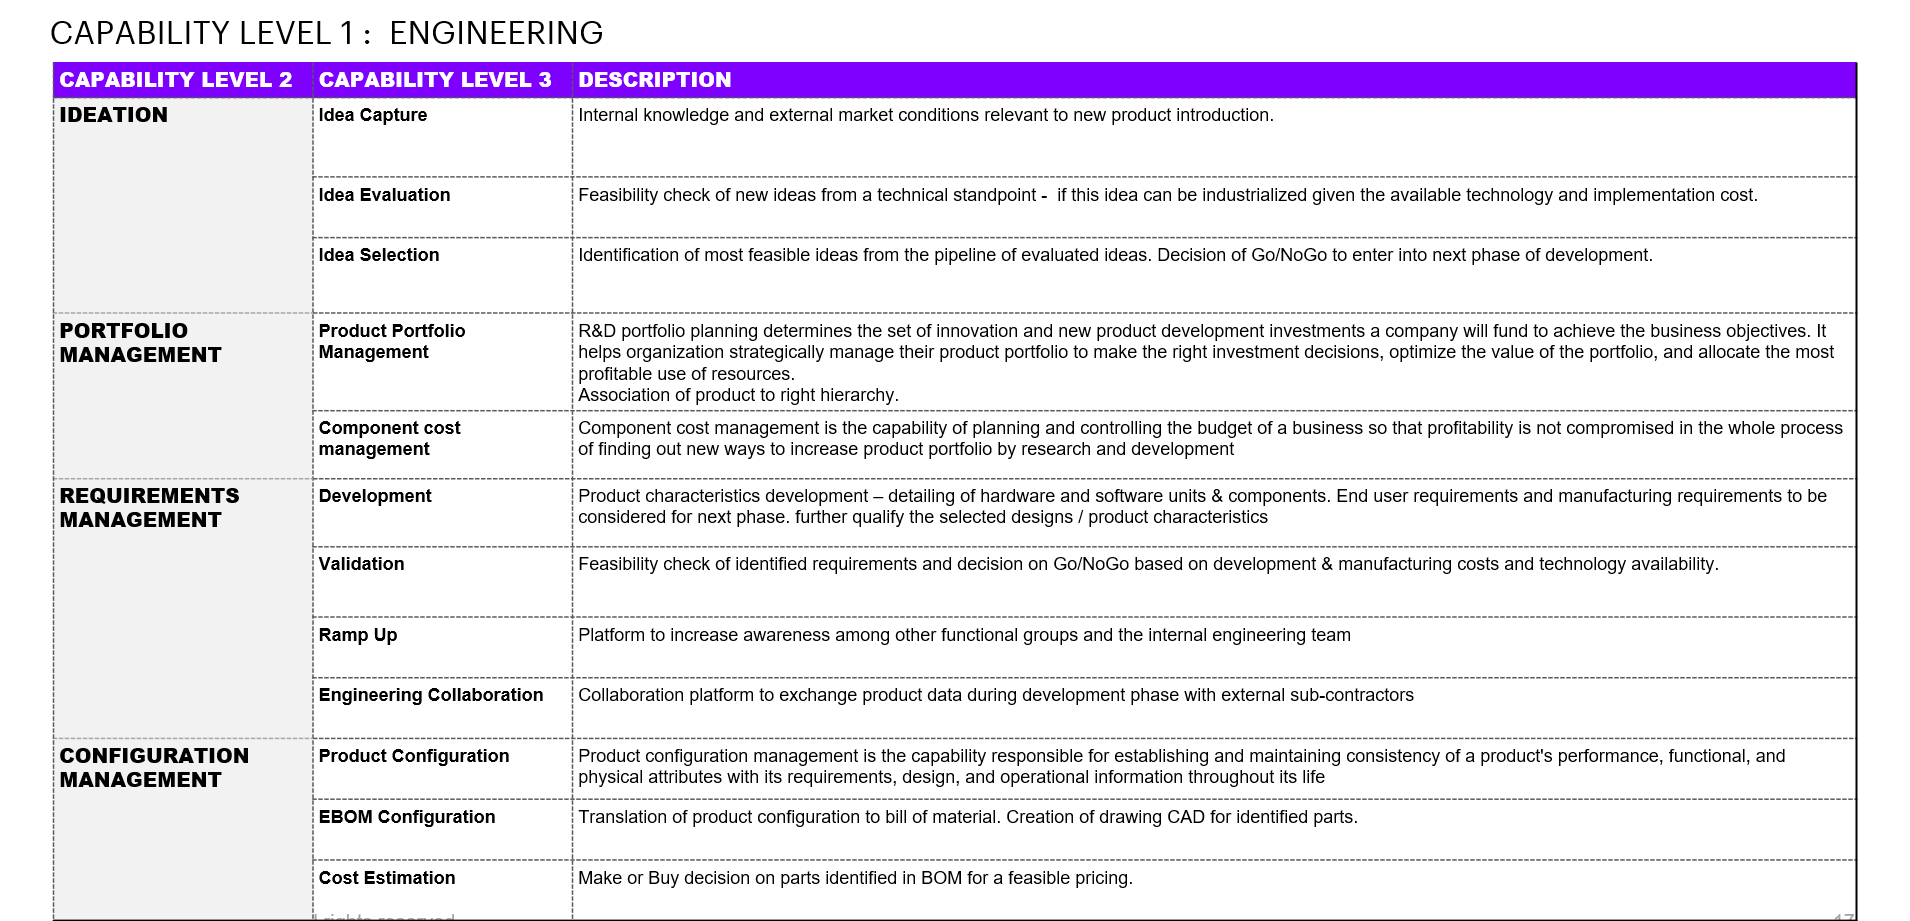 CAPABILITY LEVEL 1 :  ENGINEERING
CAPABILITY LEVEL 2 CAPABILITY LEVEL 3 DESCRIPTION
IDEATION
Idea Capture
Internal knowledge and external market conditions relevant to new product introduction.
Idea Evaluation
Feasibility check of new ideas from a technical standpoint -  if this idea can be industrialized given the available technology and implementation cost.
Idea Selection
Identification of most feasible ideas from the pipeline of evaluated ideas. Decision of Go/NoGo to enter into next phase of development.
PORTFOLIO
MANAGEMENT
Product Portfolio
Management
R&D portfolio planning determines the set of innovation and new product development investments a company will fund to achieve the business objectives. It
helps organization strategically manage their product portfolio to make the right investment decisions, optimize the value of the portfolio, and allocate the most
profitable use of resources.
Association of product to right hierarchy.
Component cost
management
Component cost management is the capability of planning and controlling the budget of a business so that profitability is not compromised in the whole process
of finding out new ways to increase product portfolio by research and development
REQUIREMENTS
MANAGEMENT
Development
Product characteristics development – detailing of hardware and software units & components. End user requirements and manufacturing requirements to be
considered for next phase. further qualify the selected designs / product characteristics
Validation
Feasibility check of identified requirements and decision on Go/NoGo based on development & manufacturing costs and technology availability.
Ramp Up
Platform to increase awareness among other functional groups and the internal engineering team
Engineering Collaboration
Collaboration platform to exchange product data during development phase with external sub-contractors
CONFIGURATION
MANAGEMENT
Product Configuration
Product configuration management is the capability responsible for establishing and maintaining consistency of a product's performance, functional, and
physical attributes with its requirements, design, and operational information throughout its life
EBOM Configuration
Translation of product configuration to bill of material. Creation of drawing CAD for identified parts.
Cost Estimation
Make or Buy decision on parts identified in BOM for a feasible pricing.
rights reserved